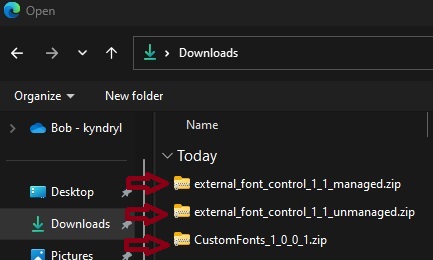 Open
Downloads
Organize New folder
Bob - kyndryl
Name
Today
Desktop
external_font_control_1_1_managed.zip
Downloads
external_font_control_1_1_unmanaged.zip
Pictures
CustomFonts_1_0_0_1.zip